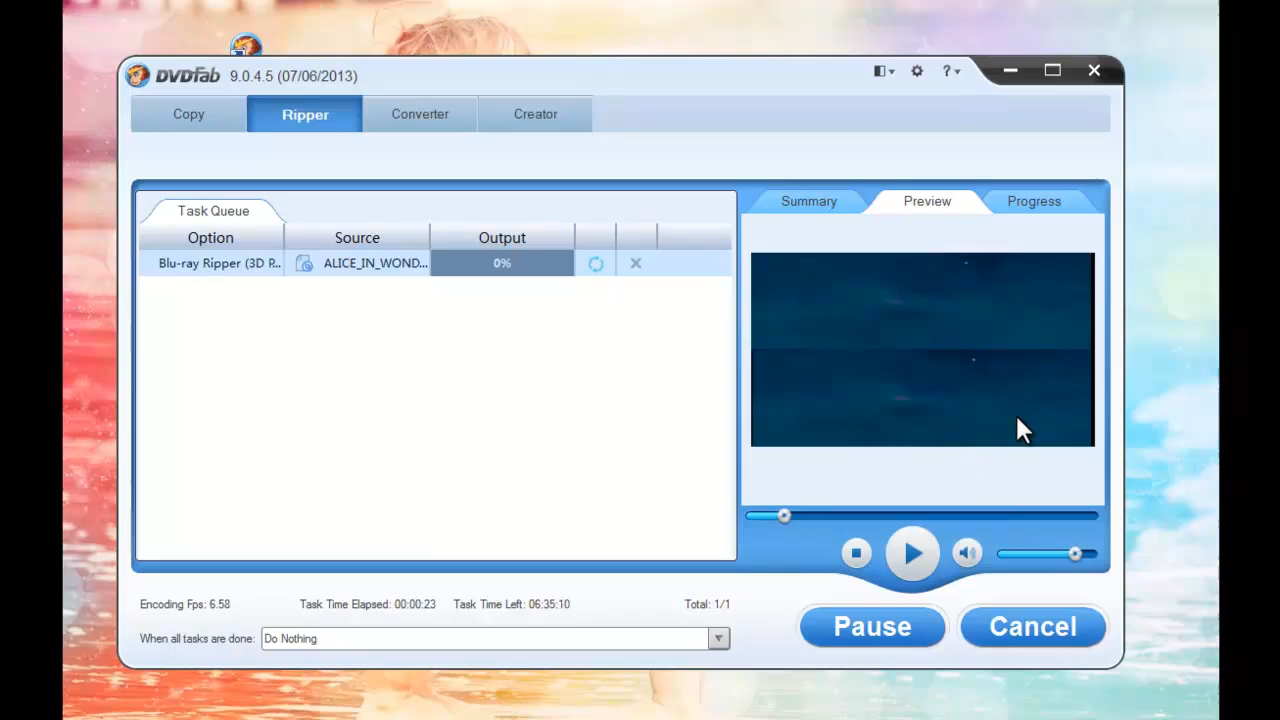 DVDFab 9.0.4.5 (07/06/2013)
?
Copy Ripper Converter Creator
Task Queue
Summary Preview Progress
Option Source Output
Blu-ray Ripper (3D R... ALICE_IN_WOND... 0%
Encoding Fps: 6.58 Task Time Elapsed: 00:00:23 Task Time Left: 06:35:10 Total: 1/1
When all tasks are done: Do Nothing
Pause Cancel